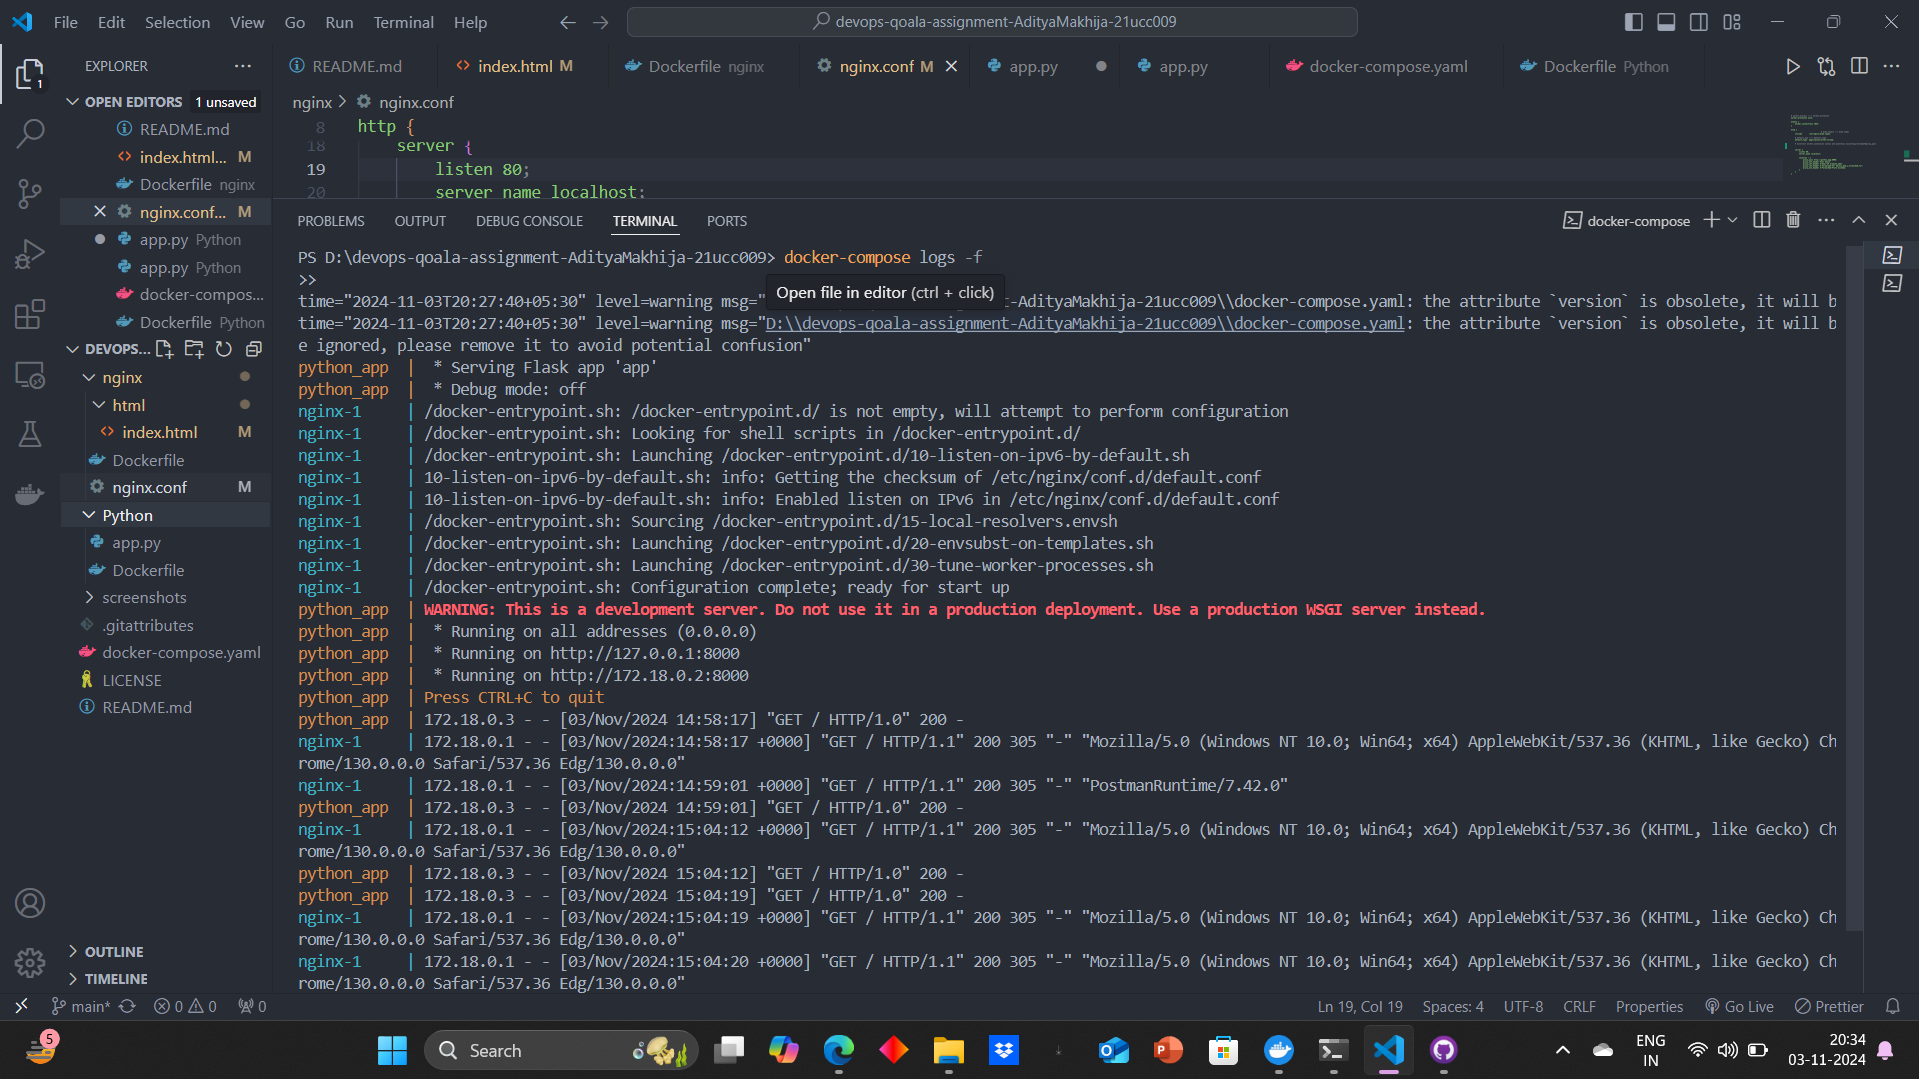 File Edit Selection View Go Run Terminal Help
devops-qoala-assignment-AdityaMakhija-21ucc009
EXPLORER
README.md
index.html M
Dockerfile nginx
nginx.conf M
app.py
app.py
docker-compose.yaml
Dockerfile Python
1
OPEN EDITORS 1 unsaved
README.md
index.html... M
Dockerfile nginx
nginx.conf... M
app.py Python
app.py Python
docker-compos...
Dockerfile Python
DEVOPS...
nginx
html
index.html M
Dockerfile
nginx.conf M
Python
app.py
Dockerfile
screenshots
.gitattributes
docker-compose.yaml
LICENSE
README.md
OUTLINE
TIMELINE
nginx > nginx.conf
8 http {
18 server {
19 listen 80;
20 server_name localhost;
PROBLEMS OUTPUT DEBUG CONSOLE TERMINAL PORTS
docker-compose
PS D:\devops-qoala-assignment-AdityaMakhija-21ucc009> docker-compose logs -f
>>
Open file in editor (ctrl + click)
time="2024-11-03T20:27:40+05:30" level=warning msg=" t-AdityaMakhija-21ucc009\\docker-compose.yaml: the attribute `version` is obsolete, it will b
time="2024-11-03T20:27:40+05:30" level=warning msg="D:\\devops-qoala-assignment-AdityaMakhija-21ucc009\\docker-compose.yaml: the attribute `version` is obsolete, it will b
e ignored, please remove it to avoid potential confusion"
python_app | * Serving Flask app 'app'
python_app | * Debug mode: off
nginx-1 | /docker-entrypoint.sh: /docker-entrypoint.d/ is not empty, will attempt to perform configuration
nginx-1 | /docker-entrypoint.sh: Looking for shell scripts in /docker-entrypoint.d/
nginx-1 | /docker-entrypoint.sh: Launching /docker-entrypoint.d/10-listen-on-ipv6-by-default.sh
nginx-1 | 10-listen-on-ipv6-by-default.sh: info: Getting the checksum of /etc/nginx/conf.d/default.conf
nginx-1 | 10-listen-on-ipv6-by-default.sh: info: Enabled listen on IPv6 in /etc/nginx/conf.d/default.conf
nginx-1 | /docker-entrypoint.sh: Sourcing /docker-entrypoint.d/15-local-resolvers.envsh
nginx-1 | /docker-entrypoint.sh: Launching /docker-entrypoint.d/20-envsubst-on-templates.sh
nginx-1 | /docker-entrypoint.sh: Launching /docker-entrypoint.d/30-tune-worker-processes.sh
nginx-1 | /docker-entrypoint.sh: Configuration complete; ready for start up
python_app | WARNING: This is a development server. Do not use it in a production deployment. Use a production WSGI server instead.
python_app | * Running on all addresses (0.0.0.0)
python_app | * Running on http://127.0.0.1:8000
python_app | * Running on http://172.18.0.2:8000
python_app | Press CTRL+C to quit
python_app | 172.18.0.3 - - [03/Nov/2024 14:58:17] "GET / HTTP/1.0" 200 -
nginx-1 | 172.18.0.1 - - [03/Nov/2024:14:58:17 +0000] "GET / HTTP/1.1" 200 305 "-" "Mozilla/5.0 (Windows NT 10.0; Win64; x64) AppleWebKit/537.36 (KHTML, like Gecko) Ch
rome/130.0.0.0 Safari/537.36 Edg/130.0.0.0"
nginx-1 | 172.18.0.1 - - [03/Nov/2024:14:59:01 +0000] "GET / HTTP/1.1" 200 305 "-" "PostmanRuntime/7.42.0"
python_app | 172.18.0.3 - - [03/Nov/2024 14:59:01] "GET / HTTP/1.0" 200 -
nginx-1 | 172.18.0.1 - - [03/Nov/2024:15:04:12 +0000] "GET / HTTP/1.1" 200 305 "-" "Mozilla/5.0 (Windows NT 10.0; Win64; x64) AppleWebKit/537.36 (KHTML, like Gecko) Ch
rome/130.0.0.0 Safari/537.36 Edg/130.0.0.0"
python_app | 172.18.0.3 - - [03/Nov/2024 15:04:12] "GET / HTTP/1.0" 200 -
python_app | 172.18.0.3 - - [03/Nov/2024 15:04:19] "GET / HTTP/1.0" 200 -
nginx-1 | 172.18.0.1 - - [03/Nov/2024:15:04:19 +0000] "GET / HTTP/1.1" 200 305 "-" "Mozilla/5.0 (Windows NT 10.0; Win64; x64) AppleWebKit/537.36 (KHTML, like Gecko) Ch
rome/130.0.0.0 Safari/537.36 Edg/130.0.0.0"
nginx-1 | 172.18.0.1 - - [03/Nov/2024:15:04:20 +0000] "GET / HTTP/1.1" 200 305 "-" "Mozilla/5.0 (Windows NT 10.0; Win64; x64) AppleWebKit/537.36 (KHTML, like Gecko) Ch
rome/130.0.0.0 Safari/537.36 Edg/130.0.0.0"
main* 0 0 0 Ln 19, Col 19 Spaces: 4 UTF-8 CRLF Properties Go Live Prettier
5 Search ENG IN 20:34
03-11-2024